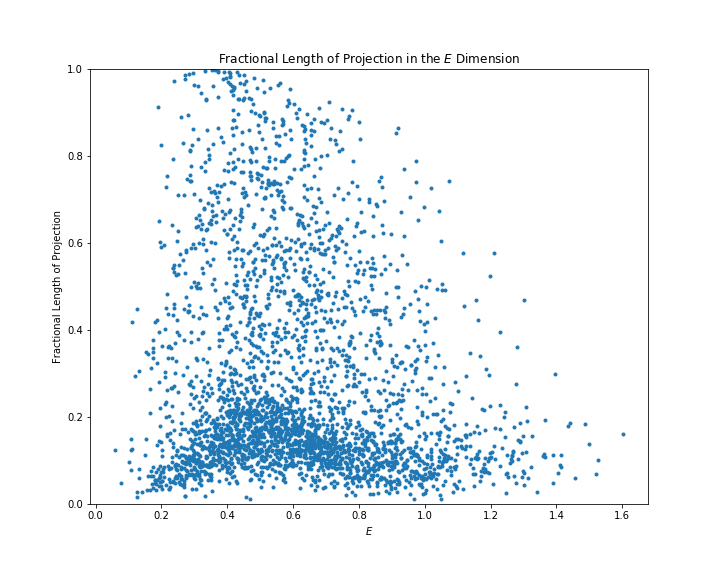 Fractional Length of Projection in the E Dimension
1.0
0.8
0.6
0.4
0.2
0.0
Fractional Length of Projection
0.0 0.2 0.4 0.6 0.8 1.0 1.2 1.4 1.6
E